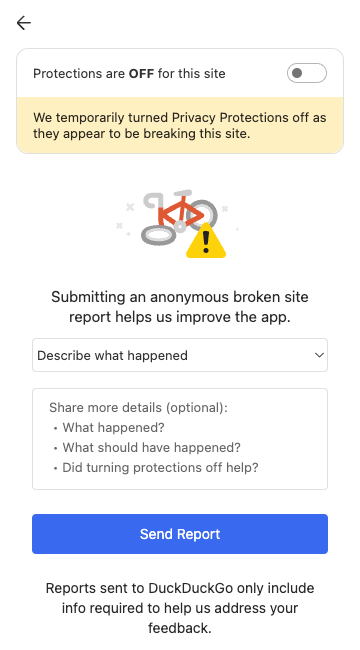 Protections are OFF for this site
We temporarily turned Privacy Protections off as
they appear to be breaking this site.
Submitting an anonymous broken site
report helps us improve the app.
Describe what happened
Share more details (optional):
• What happened?
• What should have happened?
• Did turning protections off help?
Send Report
Reports sent to DuckDuckGo only include
info required to help us address your
feedback.